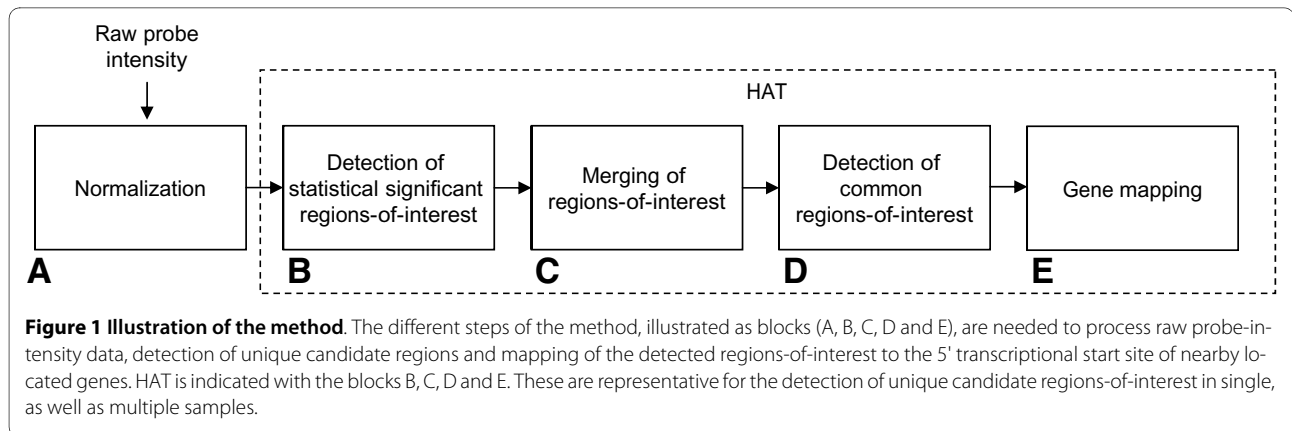 Raw probe
intensity
HAT
Normalization
Detection of
statistical significant
regions-of-interest
Merging of
regions-of-interest
Detection of
common
regions-of-interest
Gene mapping
A
B
C
D
E
Figure 1 Illustration of the method. The different steps of the method, illustrated as blocks (A, B, C, D and E), are needed to process raw probe-in-
tensity data, detection of unique candidate regions and mapping of the detected regions-of-interest to the 5' transcriptional start site of nearby lo-
cated genes. HAT is indicated with the blocks B, C, D and E. These are representative for the detection of unique candidate regions-of-interest in single,
as well as multiple samples.